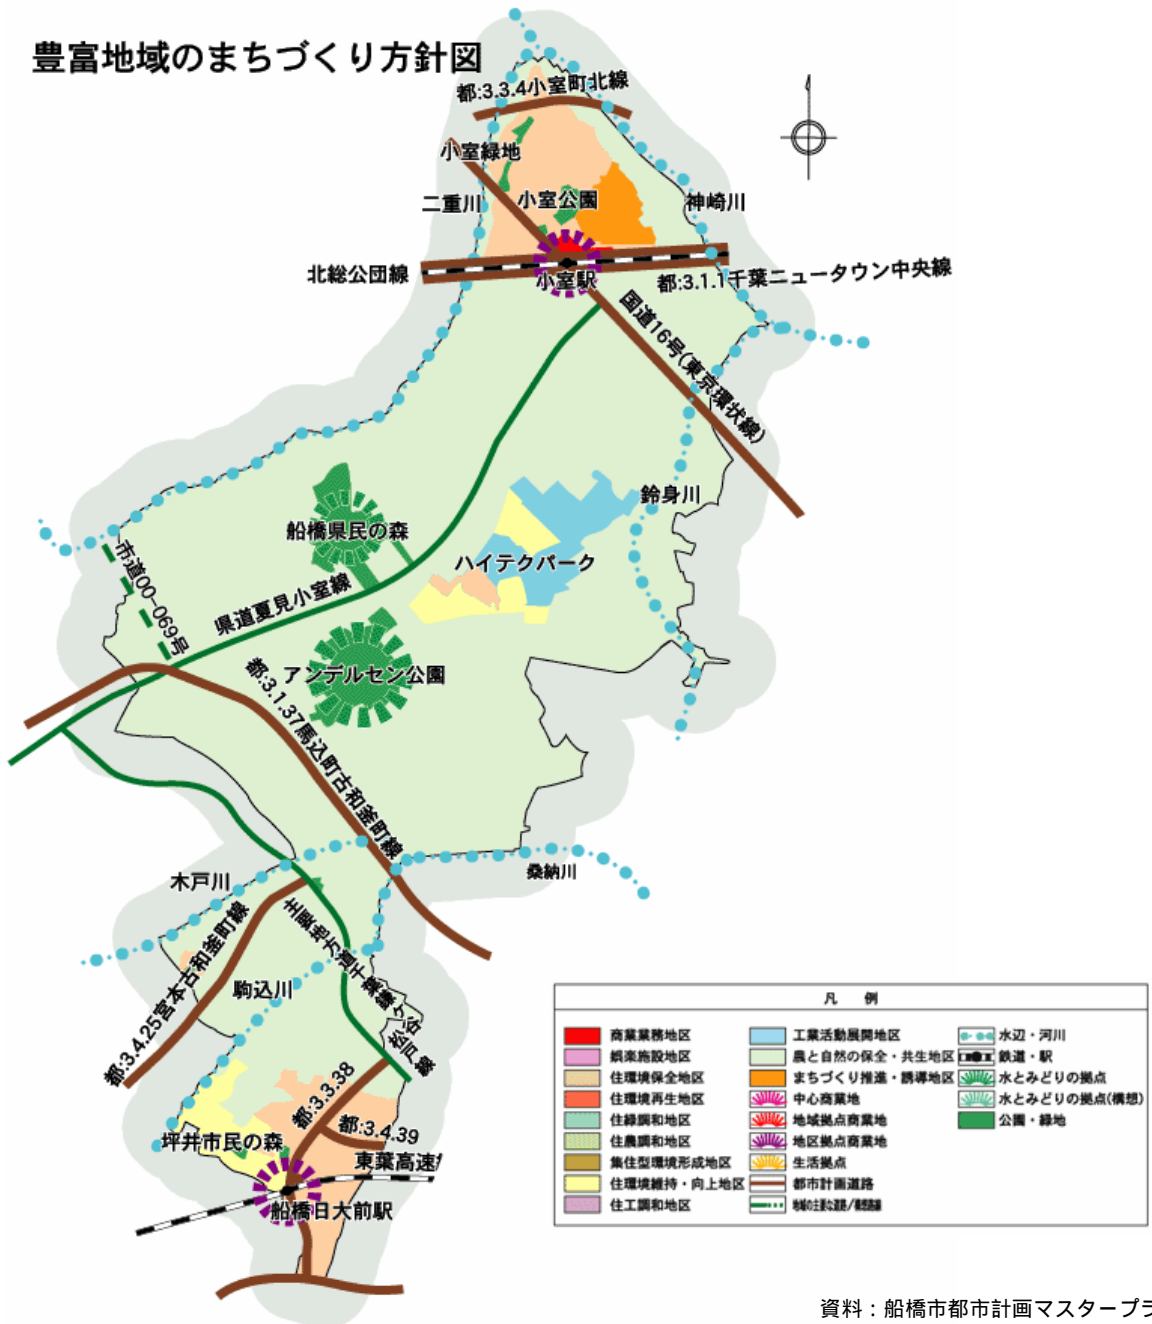 豊富地域のまちづくり方針図
都:3.3.4小室町北線
小室緑地
二重川
小室公園
神崎川
北総公団線
小室駅
都:3.1.1千葉ニュータウン中央線
国道16号(東京環状線)
鈴身川
船橋県民の森
ハイテクパーク
市道00-069号
県道夏見小室線
アンデルセン公園
都:3.1.37馬込町古和釜町線
桑納川
木戸川
主要地方道千葉鎌ヶ谷松戸線
都:3.4.25宮本古和釜町線
駒込川
都:3.3.38
都:3.4.39
坪井市民の森
東葉高速
船橋日大前駅
凡 例
商業業務地区
娯楽施設地区
住環境保全地区
住環境再生地区
住緑調和地区
住農調和地区
集住型環境形成地区
住環境維持・向上地区
住工調和地区
工業活動展開地区
農と自然の保全・共生地区
まちづくり推進・誘導地区
中心商業地
地域拠点商業地
地区拠点商業地
生活拠点
都市計画道路
水辺・河川
鉄道・駅
水とみどりの拠点
水とみどりの拠点(構想)
公園・緑地
資料：船橋市都市計画マスタープラ